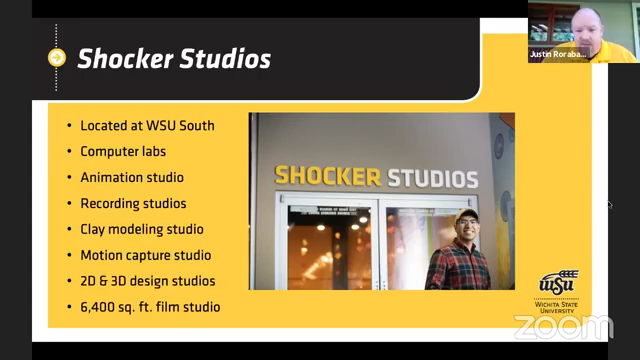 Shocker Studios
Justin Roraba...
• Located at WSU South
• Computer labs
• Animation studio
• Recording studios
• Clay modeling studio
• Motion capture studio
• 2D & 3D design studios
• 6,400 sq. ft. film studio
SHOCKER STUDIOS
WSU
WICHITA STATE
UNIVERSITY
zoom